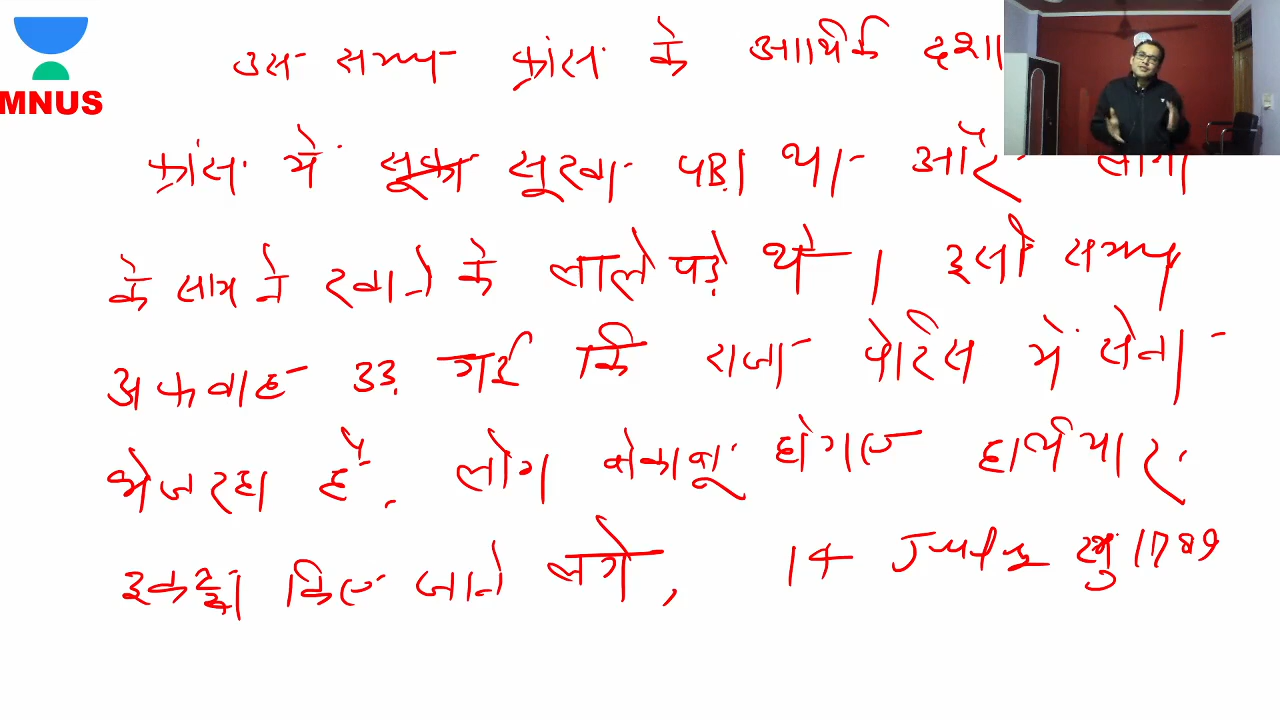 MNUS
उस समय फ्रांस के आर्थिक दशा
फ्रांस में सूखा पड़ा था और लोगों
के सामने खाने के लाले पड़े थे। इसी समय
अफवाह उड़ गई कि राजा पेरिस में सेना
भेज रहा है. लोग बेकाबू होगए हथियार
इकट्ठा किए जाने लगे, 14 July 1789